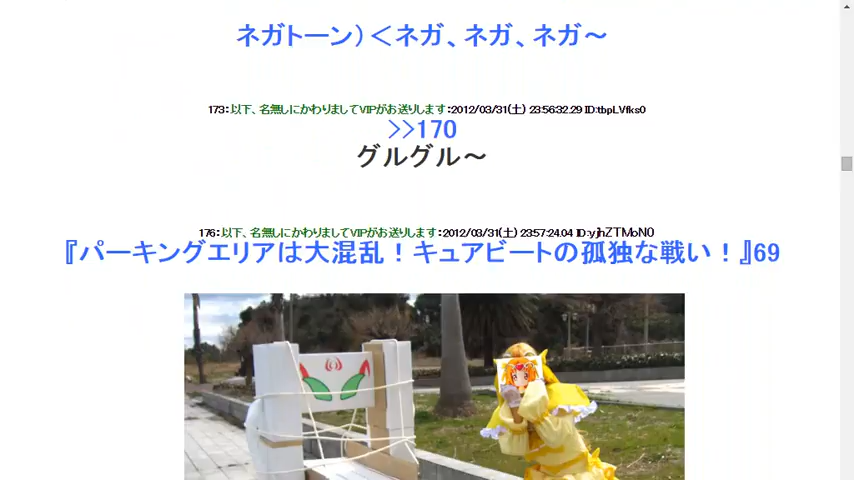 ネガトーン)<ネガ、ネガ、ネガ～
173：以下、名無しにかわりましてVIPがお送りします：2012/03/31(土) 23:56:32.29 ID:tbpLVfks0
>>170
グルグル～
176：以下、名無しにかわりましてVIPがお送りします：2012/03/31(土) 23:57:24.04 ID:yjhZTMoN0
『パーキングエリアは大混乱！キュアビートの孤独な戦い！』69